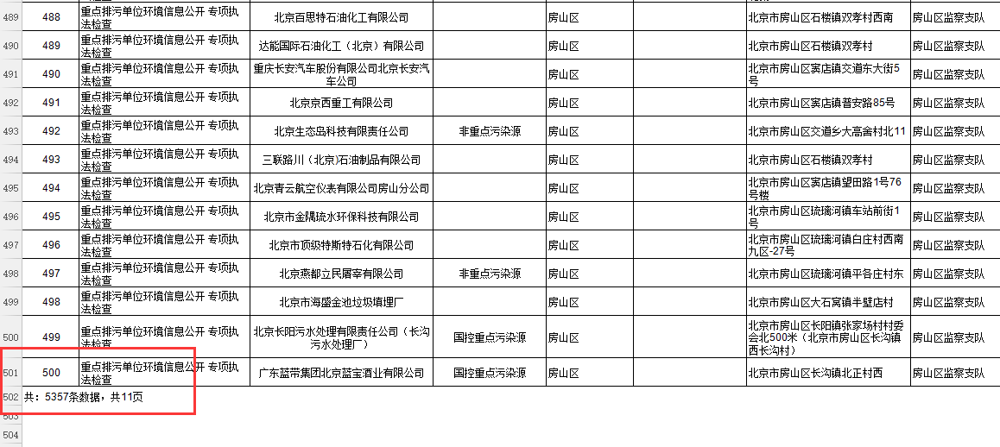 489 488 重点排污单位环境信息公开 专项执
法检查 北京百思特石油化工有限公司 房山区 北京市房山区石楼镇双孝村西南 房山区监察支队
490 489 重点排污单位环境信息公开 专项执
法检查 达能国际石油化工（北京）有限公司 房山区 北京市房山区石楼镇双孝村 房山区监察支队
491 490 重点排污单位环境信息公开 专项执
法检查 重庆长安汽车股份有限公司北京长安汽
车公司 房山区 北京市房山区窦店镇交道东大街5
号 房山区监察支队
492 491 重点排污单位环境信息公开 专项执
法检查 北京京西重工有限公司 房山区 北京市房山区窦店镇普安路85号 房山区监察支队
493 492 重点排污单位环境信息公开 专项执
法检查 北京生态岛科技有限责任公司 非重点污染源 房山区 北京市房山区交道乡大高舍村北11 房山区监察支队
494 493 重点排污单位环境信息公开 专项执
法检查 三联路川（北京)石油制品有限公司 房山区 北京市房山区石楼镇双孝村 房山区监察支队
495 494 重点排污单位环境信息公开 专项执
法检查 北京青云航空仪表有限公司房山分公司 房山区 北京市房山区窦店镇望田路1号76
号楼 房山区监察支队
496 495 重点排污单位环境信息公开 专项执
法检查 北京市金隅琉水环保科技有限公司 房山区 北京市房山区琉璃河镇车站前街1
号 房山区监察支队
497 496 重点排污单位环境信息公开 专项执
法检查 北京市顶级特斯特石化有限公司 房山区 北京市房山区琉璃河镇白庄村西南
九区-27号 房山区监察支队
498 497 重点排污单位环境信息公开 专项执
法检查 北京燕都立民屠宰有限公司 非重点污染源 房山区 北京市房山区琉璃河镇平各庄村东 房山区监察支队
499 498 重点排污单位环境信息公开 专项执
法检查 北京市海盛金池垃圾填埋厂 房山区 北京市房山区大石窝镇半壁店村 房山区监察支队
500 499 重点排污单位环境信息公开 专项执
法检查 北京长阳污水处理有限责任公司（长沟
污水处理厂） 国控重点污染源 房山区 北京市房山区长阳镇张家场村村委
会北500米（北京市房山区长沟镇
西长沟村） 房山区监察支队
501 500 重点排污单位环境信息公开 专项执
法检查 广东蓝带集团北京蓝宝酒业有限公司 国控重点污染源 房山区 北京市房山区长沟镇北正村西 房山区监察支队
502 共：5357条数据，共11页
503
504